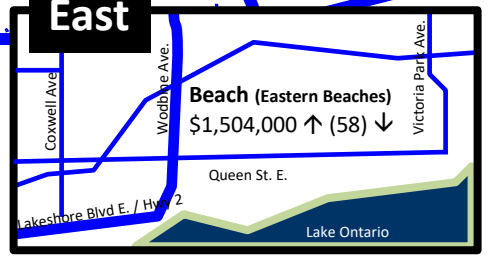 East
Coxwell Ave.
Wodbine Ave.
Victoria Park Ave.
Beach (Eastern Beaches)
$1,504,000 ↑ (58) ↓
Queen St. E.
Lakeshore Blvd E. / Hwy 2
Lake Ontario